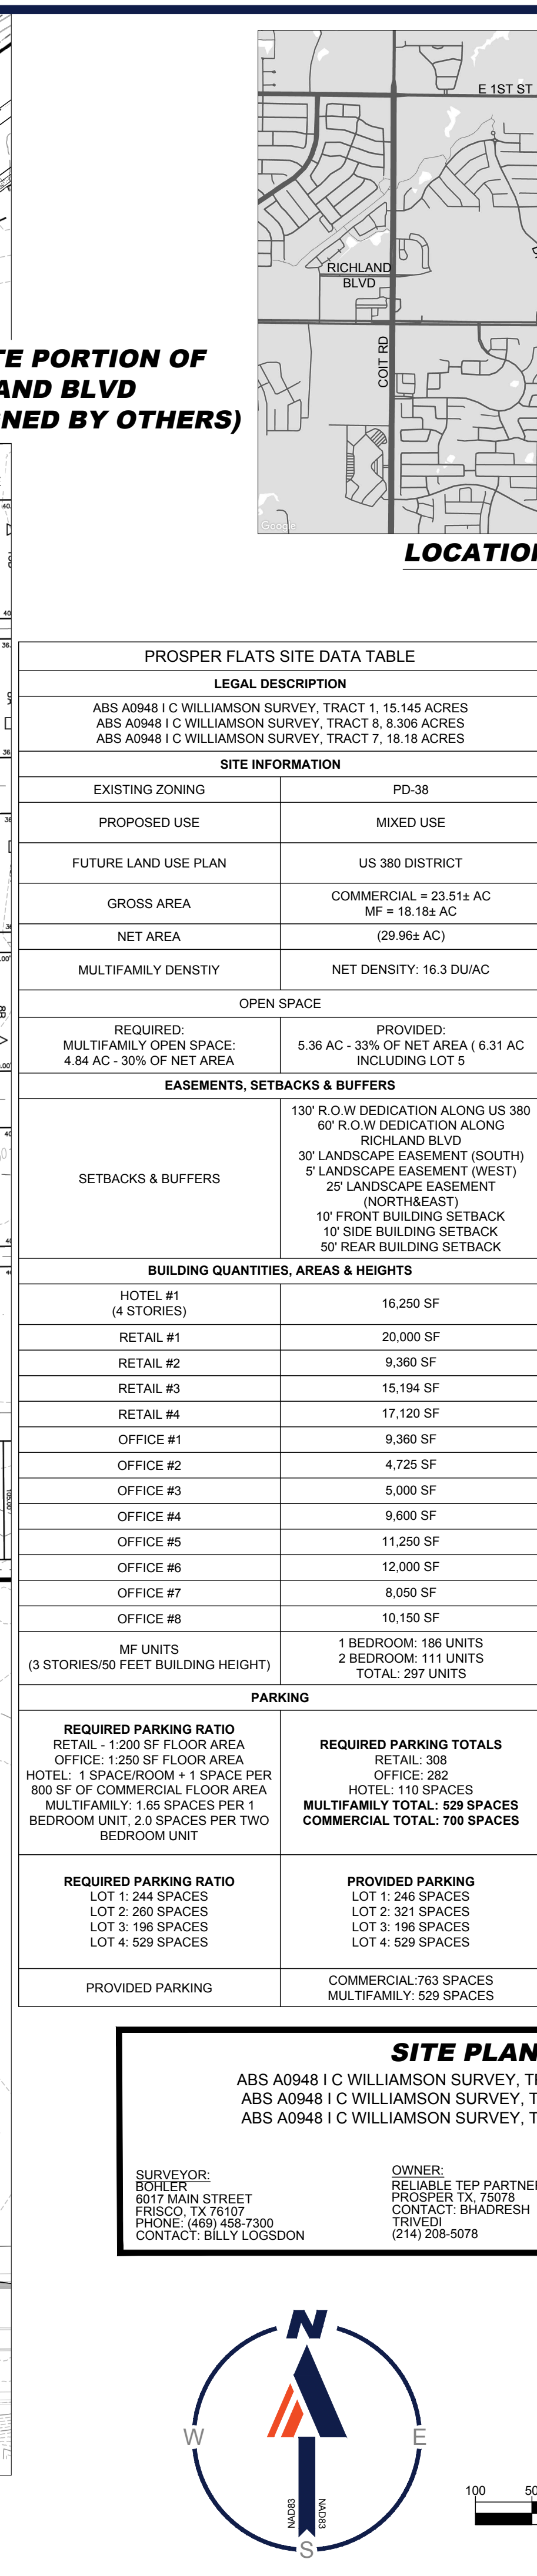 E 1ST ST
RICHLAND
BLVD
COIT RD
Google
TE PORTION OF
AND BLVD
GNED BY OTHERS)
LOCATION
PROSPER FLATS SITE DATA TABLE
LEGAL DESCRIPTION
ABS A0948 I C WILLIAMSON SURVEY, TRACT 1, 15.145 ACRES
ABS A0948 I C WILLIAMSON SURVEY, TRACT 8, 8.306 ACRES
ABS A0948 I C WILLIAMSON SURVEY, TRACT 7, 18.18 ACRES
SITE INFORMATION
EXISTING ZONING PD-38
PROPOSED USE MIXED USE
FUTURE LAND USE PLAN US 380 DISTRICT
GROSS AREA COMMERCIAL = 23.51± AC
MF = 18.18± AC
NET AREA (29.96± AC)
MULTIFAMILY DENSTIY NET DENSITY: 16.3 DU/AC
OPEN SPACE
REQUIRED:
MULTIFAMILY OPEN SPACE:
4.84 AC - 30% OF NET AREA
PROVIDED:
5.36 AC - 33% OF NET AREA ( 6.31 AC
INCLUDING LOT 5
EASEMENTS, SETBACKS & BUFFERS
SETBACKS & BUFFERS
130' R.O.W DEDICATION ALONG US 380
60' R.O.W DEDICATION ALONG
RICHLAND BLVD
30' LANDSCAPE EASEMENT (SOUTH)
5' LANDSCAPE EASEMENT (WEST)
25' LANDSCAPE EASEMENT
(NORTH&EAST)
10' FRONT BUILDING SETBACK
10' SIDE BUILDING SETBACK
50' REAR BUILDING SETBACK
BUILDING QUANTITIES, AREAS & HEIGHTS
HOTEL #1
(4 STORIES)
16,250 SF
RETAIL #1 20,000 SF
RETAIL #2 9,360 SF
RETAIL #3 15,194 SF
RETAIL #4 17,120 SF
OFFICE #1 9,360 SF
OFFICE #2 4,725 SF
OFFICE #3 5,000 SF
OFFICE #4 9,600 SF
OFFICE #5 11,250 SF
OFFICE #6 12,000 SF
OFFICE #7 8,050 SF
OFFICE #8 10,150 SF
MF UNITS
(3 STORIES/50 FEET BUILDING HEIGHT)
1 BEDROOM: 186 UNITS
2 BEDROOM: 111 UNITS
TOTAL: 297 UNITS
PARKING
REQUIRED PARKING RATIO
RETAIL - 1:200 SF FLOOR AREA
OFFICE: 1:250 SF FLOOR AREA
HOTEL: 1 SPACE/ROOM + 1 SPACE PER
800 SF OF COMMERCIAL FLOOR AREA
MULTIFAMILY: 1.65 SPACES PER 1
BEDROOM UNIT, 2.0 SPACES PER TWO
BEDROOM UNIT
REQUIRED PARKING TOTALS
RETAIL: 308
OFFICE: 282
HOTEL: 110 SPACES
MULTIFAMILY TOTAL: 529 SPACES
COMMERCIAL TOTAL: 700 SPACES
REQUIRED PARKING RATIO
LOT 1: 244 SPACES
LOT 2: 260 SPACES
LOT 3: 196 SPACES
LOT 4: 529 SPACES
PROVIDED PARKING
LOT 1: 246 SPACES
LOT 2: 321 SPACES
LOT 3: 196 SPACES
LOT 4: 529 SPACES
PROVIDED PARKING
COMMERCIAL:763 SPACES
MULTIFAMILY: 529 SPACES
SITE PLAN
ABS A0948 I C WILLIAMSON SURVEY, TR
ABS A0948 I C WILLIAMSON SURVEY, T
ABS A0948 I C WILLIAMSON SURVEY, T
SURVEYOR:
BOHLER
6017 MAIN STREET
FRISCO, TX 76107
PHONE: (469) 458-7300
CONTACT: BILLY LOGSDON
OWNER:
RELIABLE TEP PARTNE
PROSPER TX, 75078
CONTACT: BHADRESH
TRIVEDI
(214) 208-5078
N
W
E
NAD83
NAD83
S
100 50